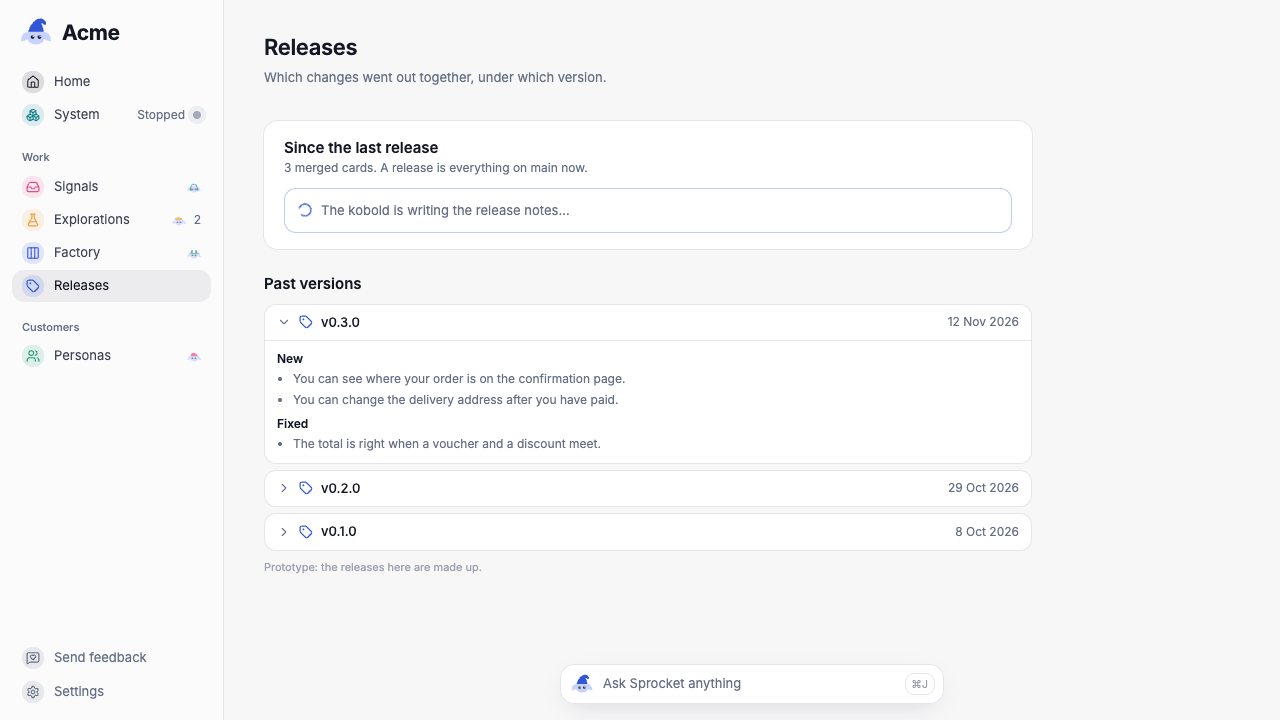 Acme
Home
System
Stopped
Work
Signals
Explorations
2
Factory
Releases
Customers
Personas
Send feedback
Settings
Releases
Which changes went out together, under which version.
Since the last release
3 merged cards. A release is everything on main now.
The kobold is writing the release notes...
Past versions
v0.3.0
12 Nov 2026
New
• You can see where your order is on the confirmation page.
• You can change the delivery address after you have paid.
Fixed
• The total is right when a voucher and a discount meet.
v0.2.0
29 Oct 2026
v0.1.0
8 Oct 2026
Prototype: the releases here are made up.
Ask Sprocket anything
⌘J